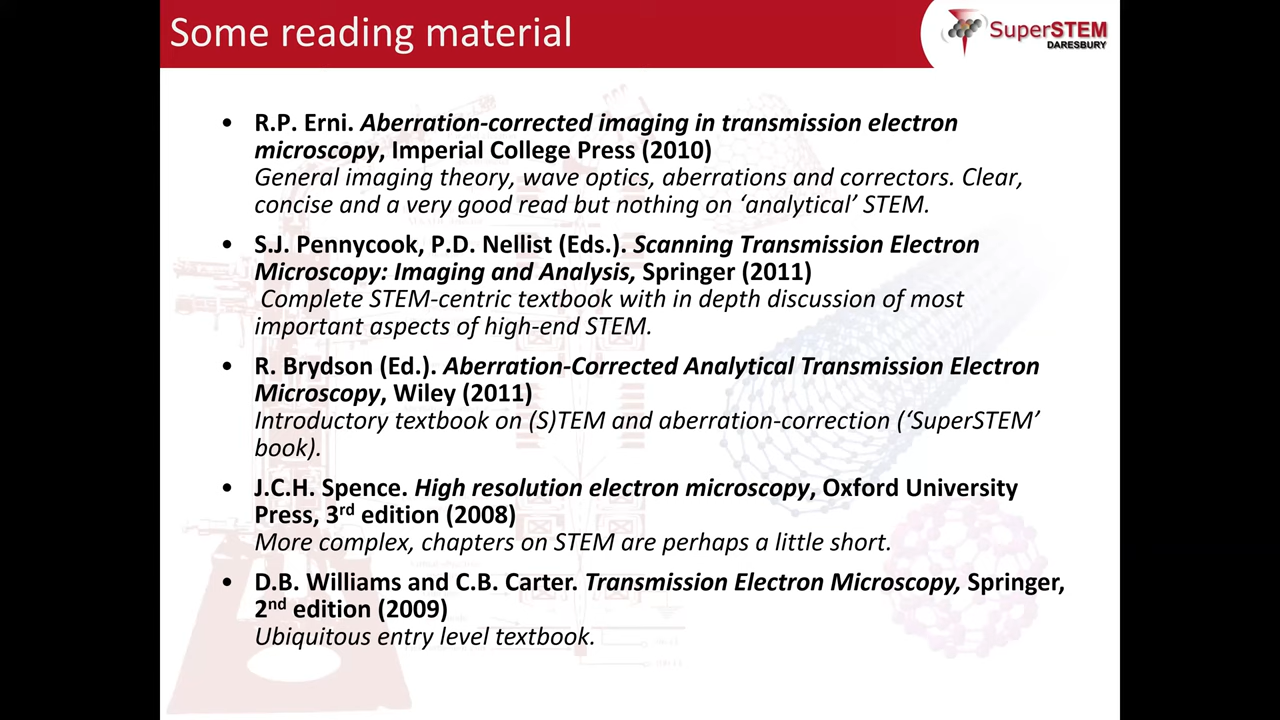 Some reading material
SuperSTEM
DARESBURY
• R.P. Erni. Aberration-corrected imaging in transmission electron
microscopy, Imperial College Press (2010)
General imaging theory, wave optics, aberrations and correctors. Clear,
concise and a very good read but nothing on ‘analytical’ STEM.
• S.J. Pennycook, P.D. Nellist (Eds.). Scanning Transmission Electron
Microscopy: Imaging and Analysis, Springer (2011)
Complete STEM-centric textbook with in depth discussion of most
important aspects of high-end STEM.
• R. Brydson (Ed.). Aberration-Corrected Analytical Transmission Electron
Microscopy, Wiley (2011)
Introductory textbook on (S)TEM and aberration-correction (‘SuperSTEM’
book).
• J.C.H. Spence. High resolution electron microscopy, Oxford University
Press, 3rd edition (2008)
More complex, chapters on STEM are perhaps a little short.
• D.B. Williams and C.B. Carter. Transmission Electron Microscopy, Springer,
2nd edition (2009)
Ubiquitous entry level textbook.